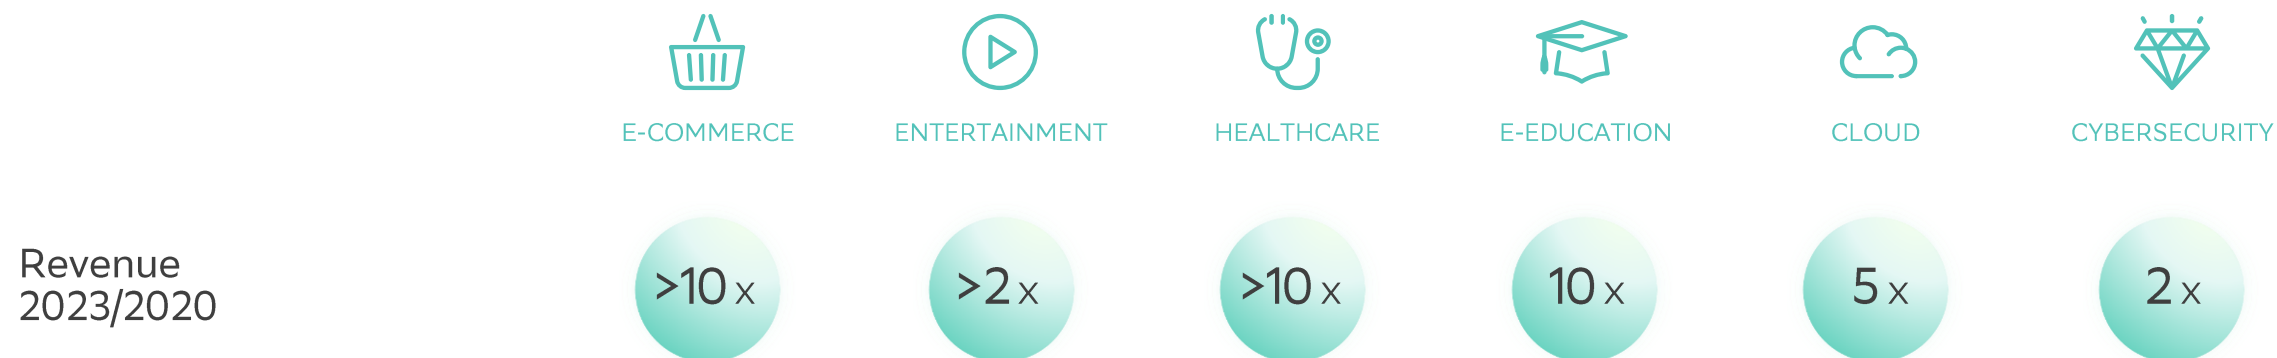 E-COMMERCE ENTERTAINMENT HEALTHCARE E-EDUCATION CLOUD CYBERSECURITY
Revenue
2023/2020
>10 x >2 x >10 x 10 x 5 x 2 x